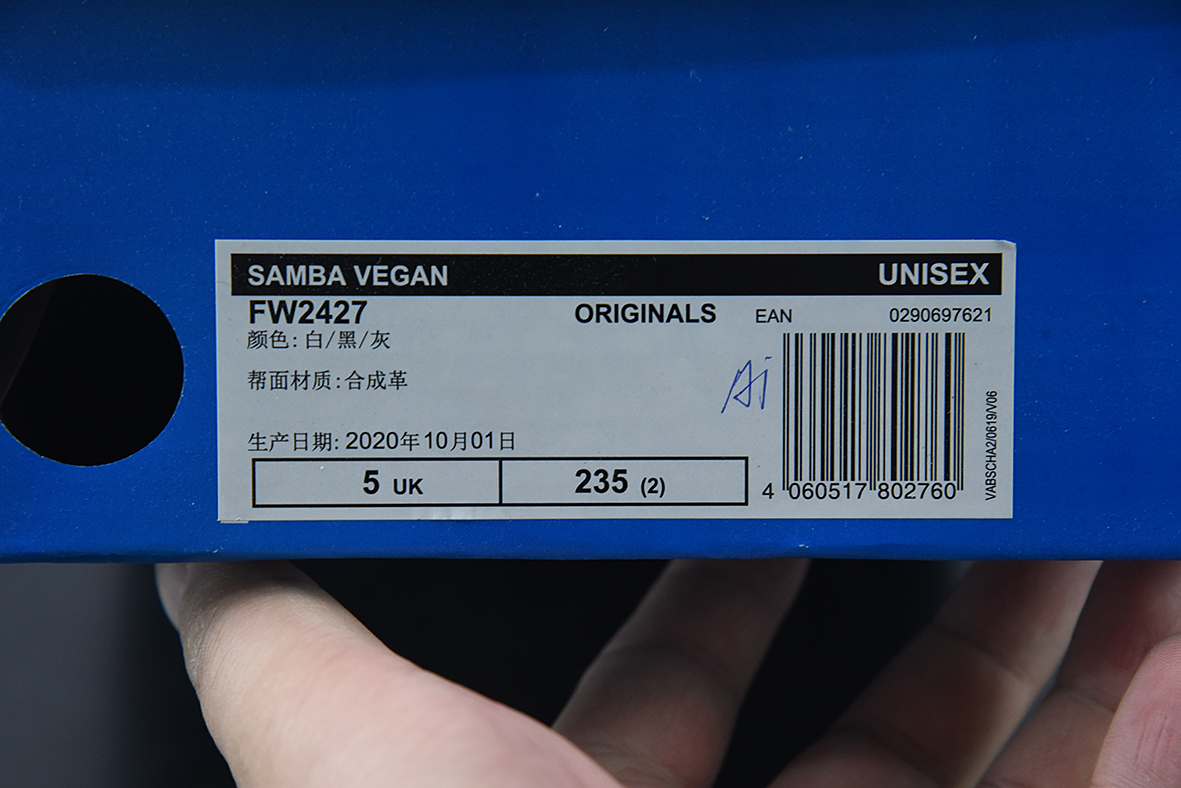 SAMBA VEGAN UNISEX
FW2427 ORIGINALS EAN 0290697621
颜色: 白/黑/灰
帮面材质:合成革
Ai
生产日期: 2020年10月01日
5 UK 235 (2)
4 060517 802760
VABSCHA2/0619/V06